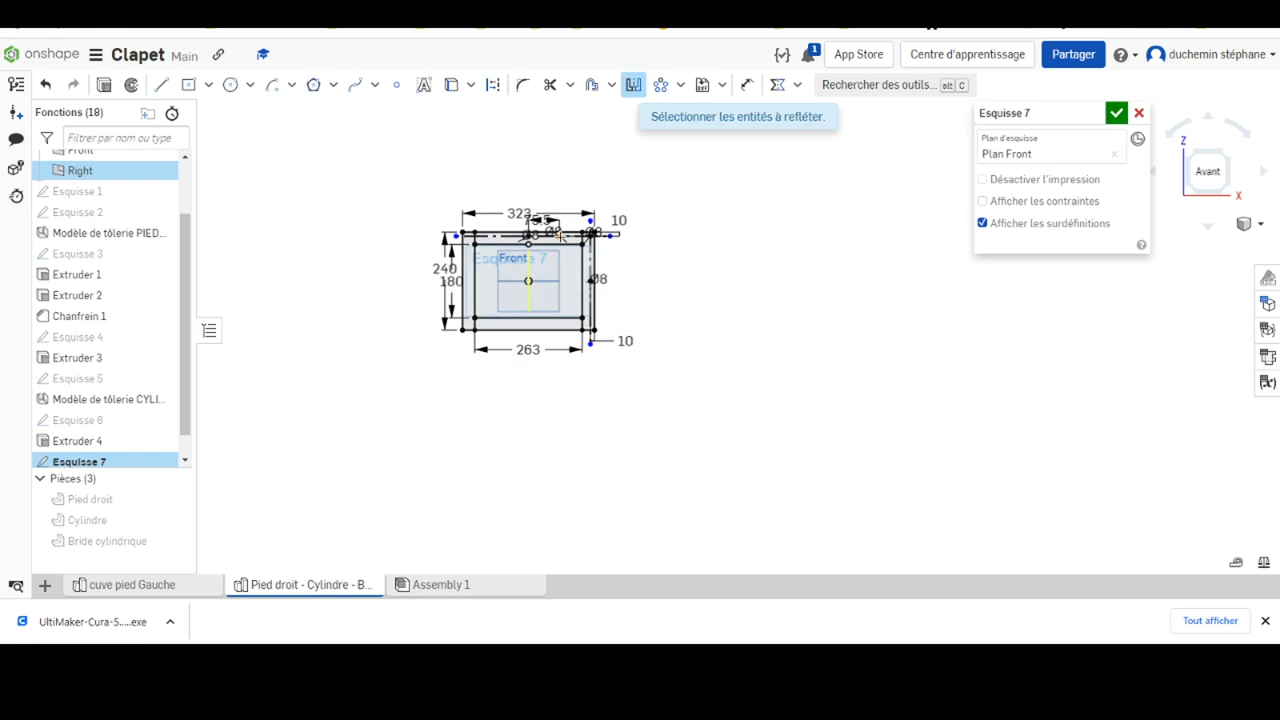 onshape Clapet Main
1 App Store Centre d'apprentissage Partager duchemin stéphane
Rechercher des outils... alt C
Fonctions (18)
Sélectionner les entités à refléter.
Esquisse 7
Filtrer par nom ou type
Plan d'esquisse
Plan Front
Front
Right
Désactiver l'impression
Esquisse 1
Afficher les contraintes
Esquisse 2
Afficher les surdéfinitions
Modèle de tôlerie PIED...
Esquisse 3
Extruder 1
Extruder 2
Chanfrein 1
Esquisse 4
Extruder 3
Esquisse 5
Modèle de tôlerie CYLI...
Esquisse 6
Extruder 4
Esquisse 7
Pièces (3)
Pied droit
Cylindre
Bride cylindrique
Z
Avant
X
323
10
Esquisse 7
Front
240
180
Ø8
10
263
cuve pied Gauche
Pied droit - Cylindre - B...
Assembly 1
UltiMaker-Cura-5.....exe
Tout afficher